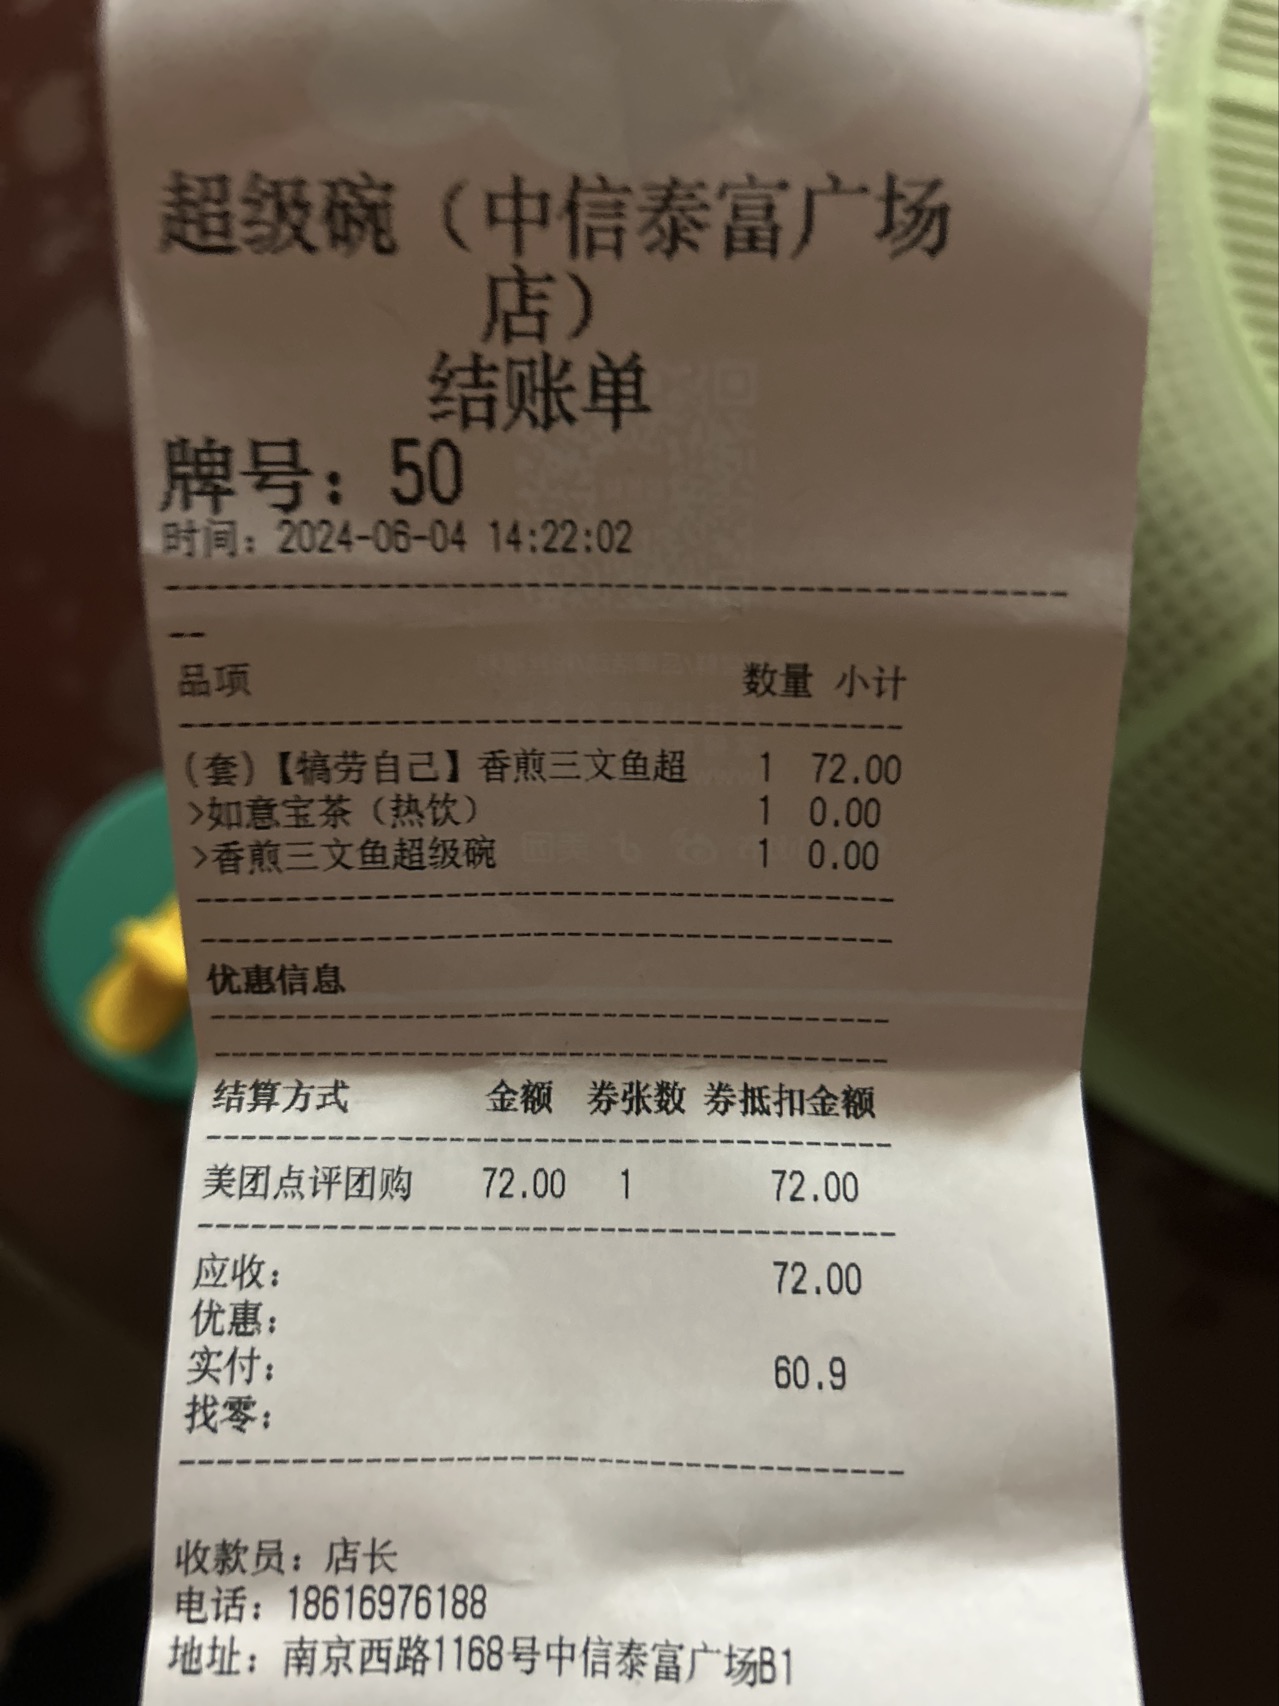 超级碗（中信泰富广场
店）
结账单
牌号：50
时间：2024-06-04 14:22:02
品项 数量 小计
（套）【犒劳自己】香煎三文鱼超 1 72.00
>如意宝茶（热饮） 1 0.00
>香煎三文鱼超级碗 1 0.00
优惠信息
结算方式 金额 券张数 券抵扣金额
美团点评团购 72.00 1 72.00
应收： 72.00
优惠：
实付： 60.9
找零：
收款员：店长
电话：18616976188
地址：南京西路1168号中信泰富广场B1